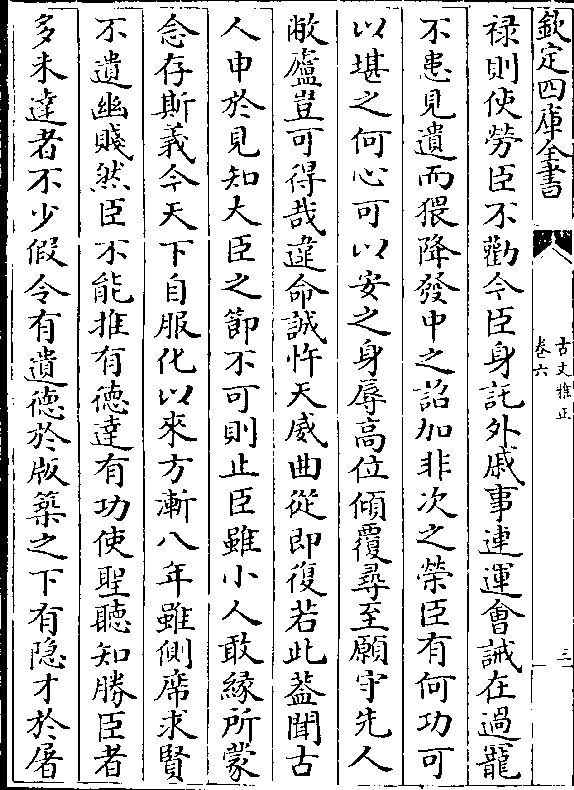 欽定四庫全書
古文雅正
卷六
三
祿則使勞臣不勸今臣身託外戚事連運會誡在過寵
不患見遺而猥降發中之詔加非次之榮臣有何功可
以堪之何心可以安之身辱高位傾覆尋至願守先人
敝廬豈可得哉違命誠忤天威曲從即復若此葢聞古
人申於見知大臣之節不可則止臣雖小人敢緣所蒙
念存斯義今天下自服化以來方漸八年雖側席求賢
不遺幽賤然臣不能推有德達有功使聖聽知勝臣者
多未達者不少假令有遺德於版築之下有隐才於屠